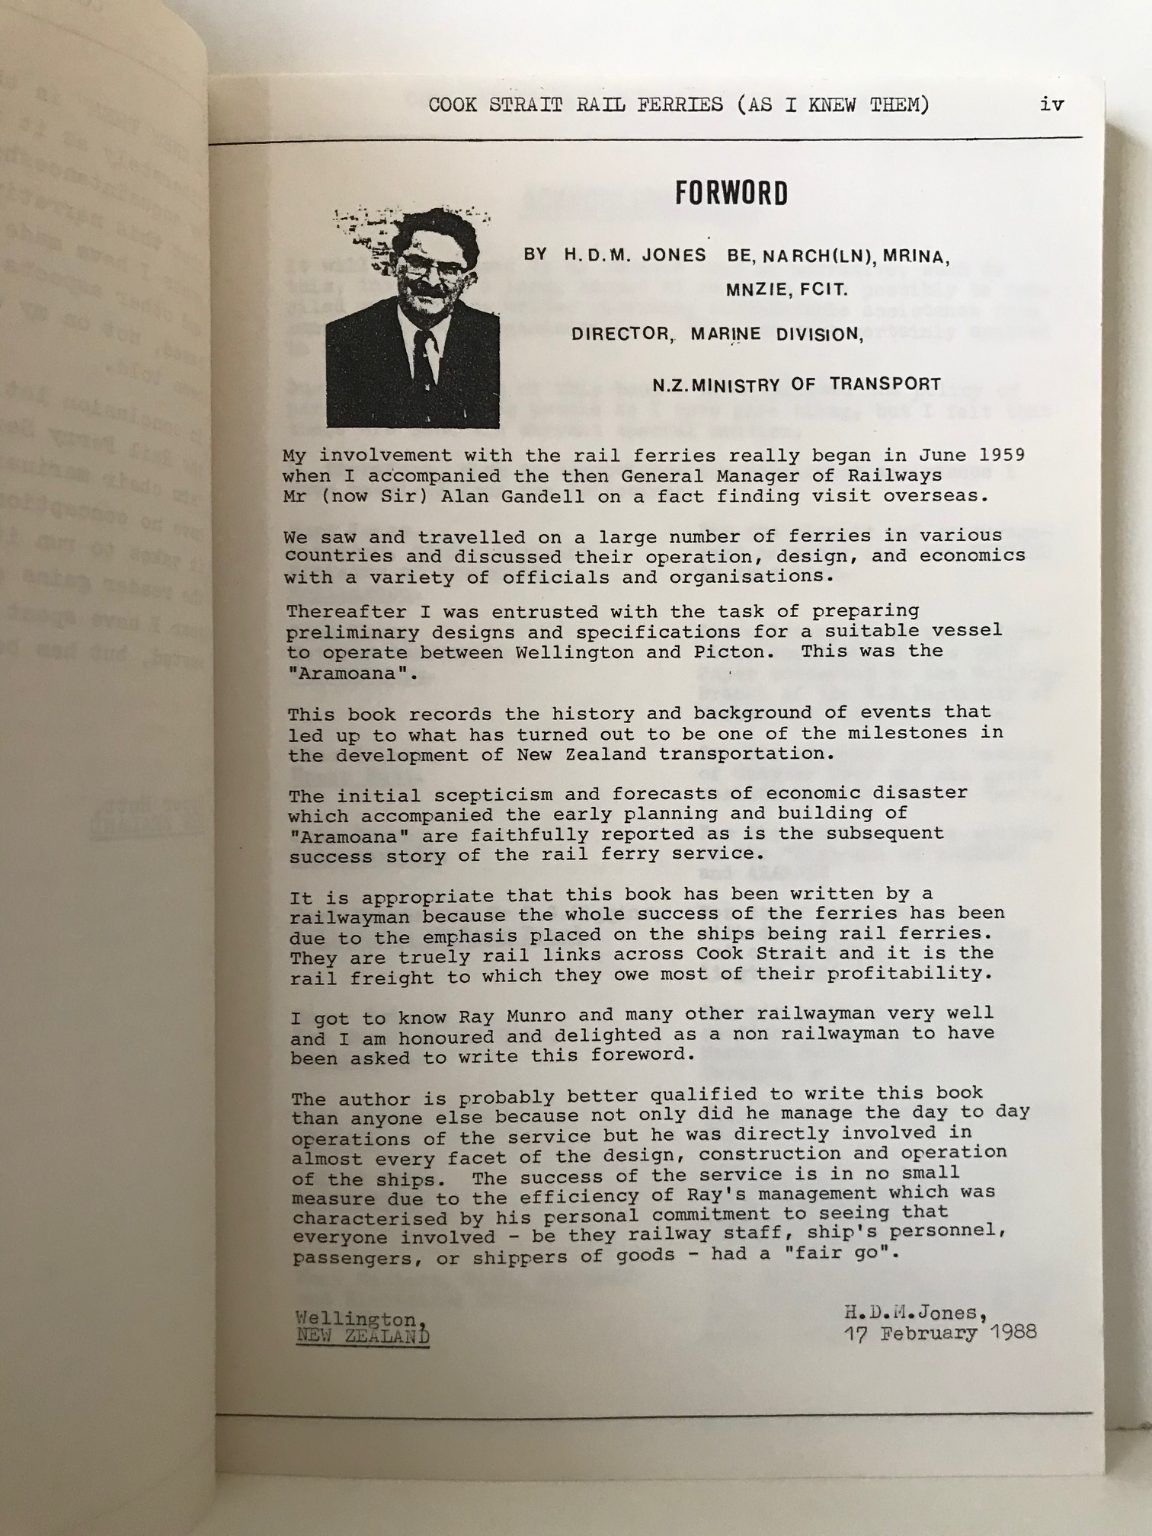 COOK STRAIT RAIL FERRIES (AS I KNEW THEM) iv
FORWORD
BY H.D.M. JONES BE, NARCH(LN), MRINA,
MNZIE, FCIT.
DIRECTOR, MARINE DIVISION,
N.Z. MINISTRY OF TRANSPORT
My involvement with the rail ferries really began in June 1959
when I accompanied the then General Manager of Railways
Mr (now Sir) Alan Gandell on a fact finding visit overseas.
We saw and travelled on a large number of ferries in various
countries and discussed their operation, design, and economics
with a variety of officials and organisations.
Thereafter I was entrusted with the task of preparing
preliminary designs and specifications for a suitable vessel
to operate between Wellington and Picton. This was the
"Aramoana".
This book records the history and background of events that
led up to what has turned out to be one of the milestones in
the development of New Zealand transportation.
The initial scepticism and forecasts of economic disaster
which accompanied the early planning and building of
"Aramoana" are faithfully reported as is the subsequent
success story of the rail ferry service.
It is appropriate that this book has been written by a
railwayman because the whole success of the ferries has been
due to the emphasis placed on the ships being rail ferries.
They are truely rail links across Cook Strait and it is the
rail freight to which they owe most of their profitability.
I got to know Ray Munro and many other railwayman very well
and I am honoured and delighted as a non railwayman to have
been asked to write this foreword.
The author is probably better qualified to write this book
than anyone else because not only did he manage the day to day
operations of the service but he was directly involved in
almost every facet of the design, construction and operation
of the ships. The success of the service is in no small
measure due to the efficiency of Ray's management which was
characterised by his personal commitment to seeing that
everyone involved - be they railway staff, ship's personnel,
passengers, or shippers of goods - had a "fair go".
Wellington,
NEW ZEALAND
H.D.M.Jones,
17 February 1988